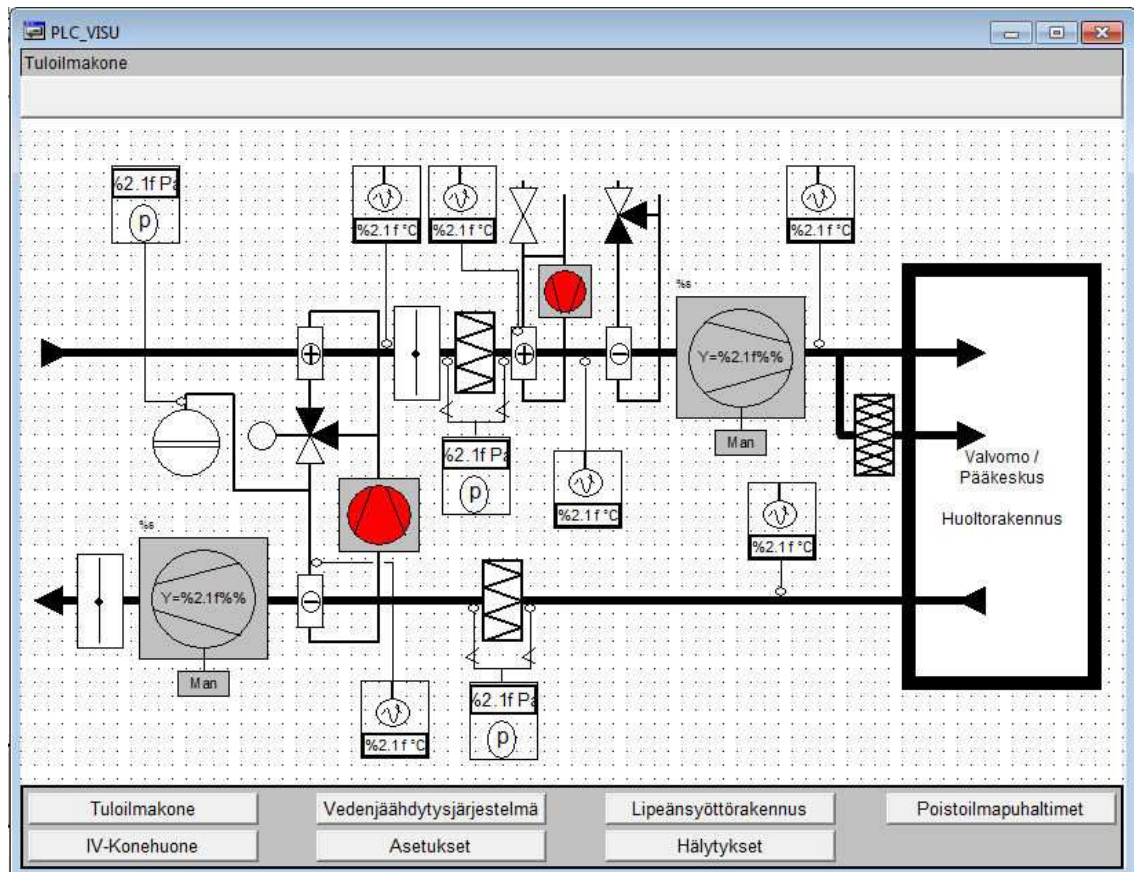 PLC_VISU
Tuloilmakone
%2.1f Pa
p
%2.1f °C
%2.1f °C
%2.1f °C
%s
Y=%2.1f%%
Man
%2.1f Pa
p
%2.1f °C
Valvomo /
Pääkeskus
Huoltorakennus
%2.1f °C
%s
Y=%2.1f%%
Man
%2.1f °C
%2.1f Pa
p
Tuloilmakone
Vedenjäähdytysjärjestelmä
Lipeänsyöttörakennus
Poistoilmapuhaltimet
IV-Konehuone
Asetukset
Hälytykset